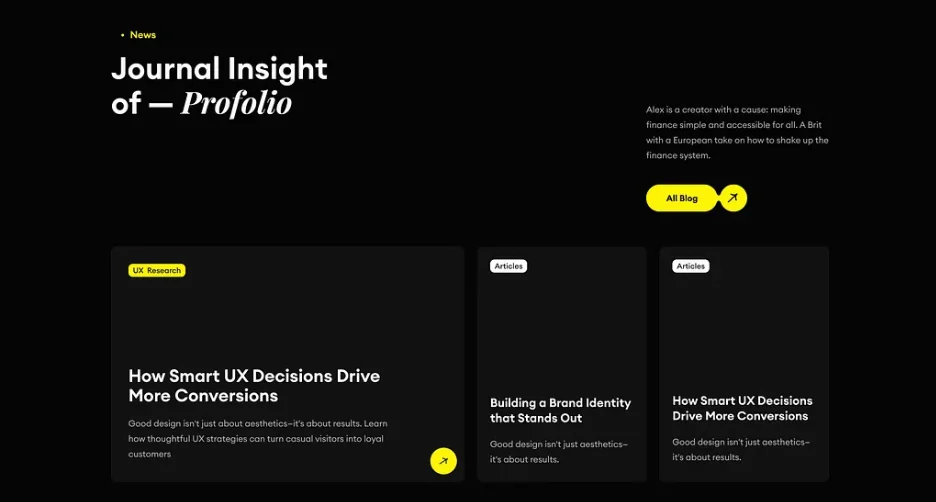 • News
Journal Insight
of — Profolio
Alex is a creator with a cause: making
finance simple and accessible for all. A Brit
with a European take on how to shake up the
finance system.
All Blog
UX Research
How Smart UX Decisions Drive
More Conversions
Good design isn't just about aesthetics—it's about results. Learn
how thoughtful UX strategies can turn casual visitors into loyal
customers
Articles
Building a Brand Identity
that Stands Out
Good design isn't just aesthetics—
it's about results.
Articles
How Smart UX Decisions
Drive More Conversions
Good design isn't just aesthetics—
it's about results.